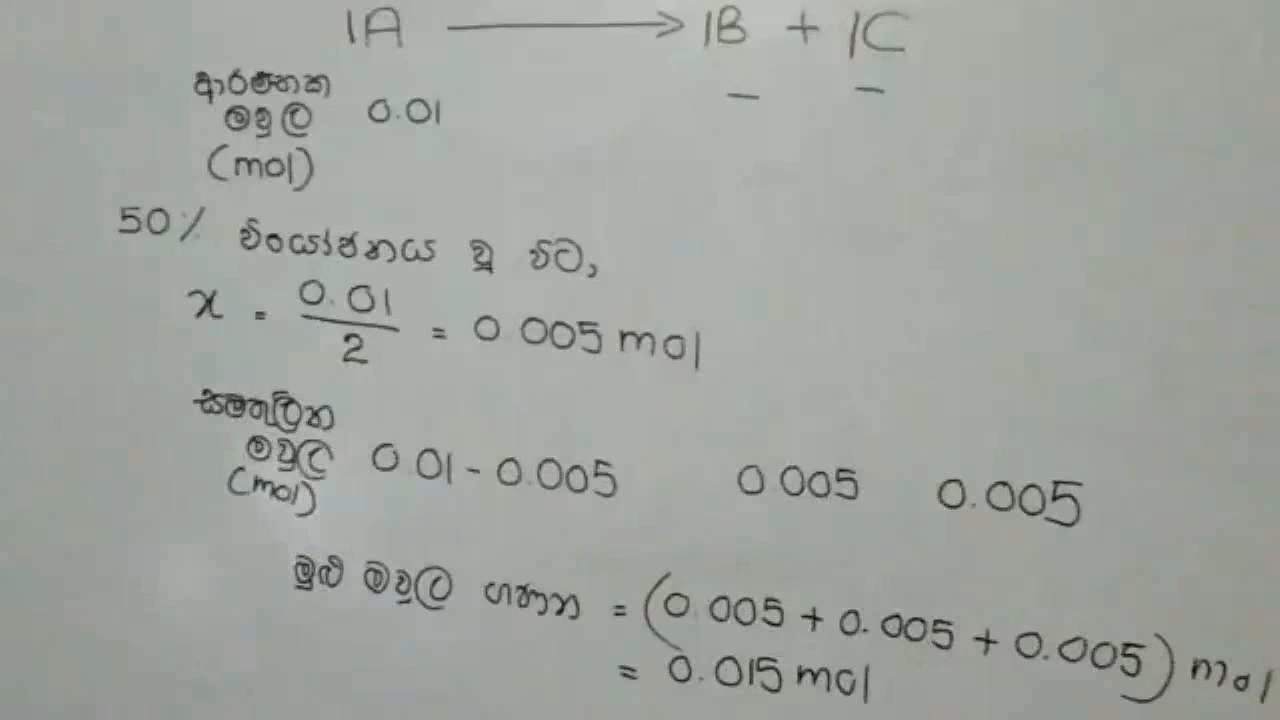 1A ⟶ 1B + 1C
ආරම්භක
මවුල 0.01 – –
(mol)
50% වියෝජනය වූ විට,
x = 0.01/2 = 0.005 mol
සමතුලිත
මවුල 0.01 - 0.005 0.005 0.005
(mol)
මුළු මවුල ගණන = (0.005 + 0.005 + 0.005) mol
= 0.015 mol